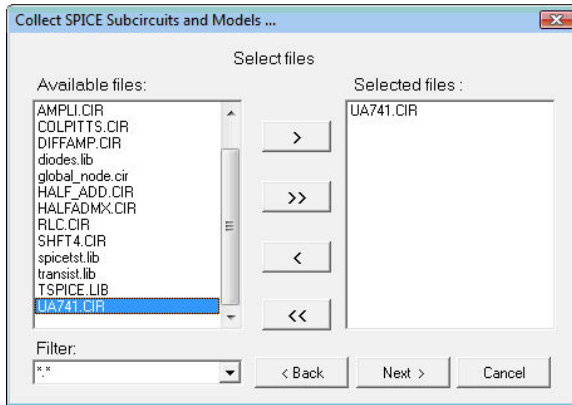 Collect SPICE Subcircuits and Models ...
Select files
Available files:
AMPLI.CIR
COLPITTS.CIR
DIFFAMP.CIR
diodes.lib
global_node.cir
HALF_ADD.CIR
HALFADMX.CIR
RLC.CIR
SHFT4.CIR
spicetst.lib
transist.lib
TSPICE.LIB
UA741.CIR
>
>>
<
<<
Selected files :
UA741.CIR
Filter:
*.*
< Back
Next >
Cancel